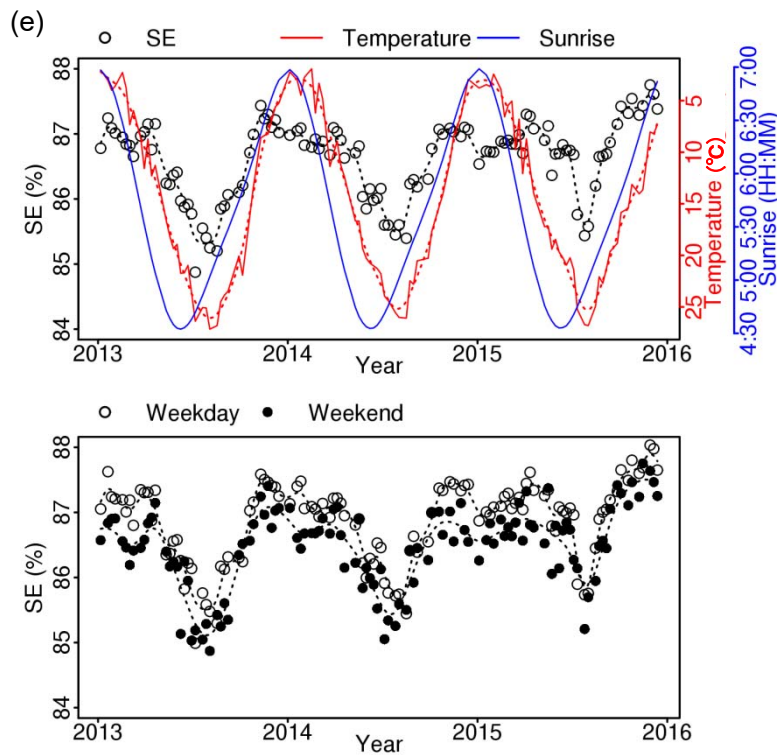 (e)
SE Temperature Sunrise
88
87
86
85
84
SE (%)
5
10
15
20
25
Temperature (℃)
7:00
6:30
6:00
5:30
5:00
4:30
Sunrise (HH:MM)
2013 2014 2015 2016
Year
Weekday Weekend
88
87
86
85
84
SE (%)
2013 2014 2015 2016
Year